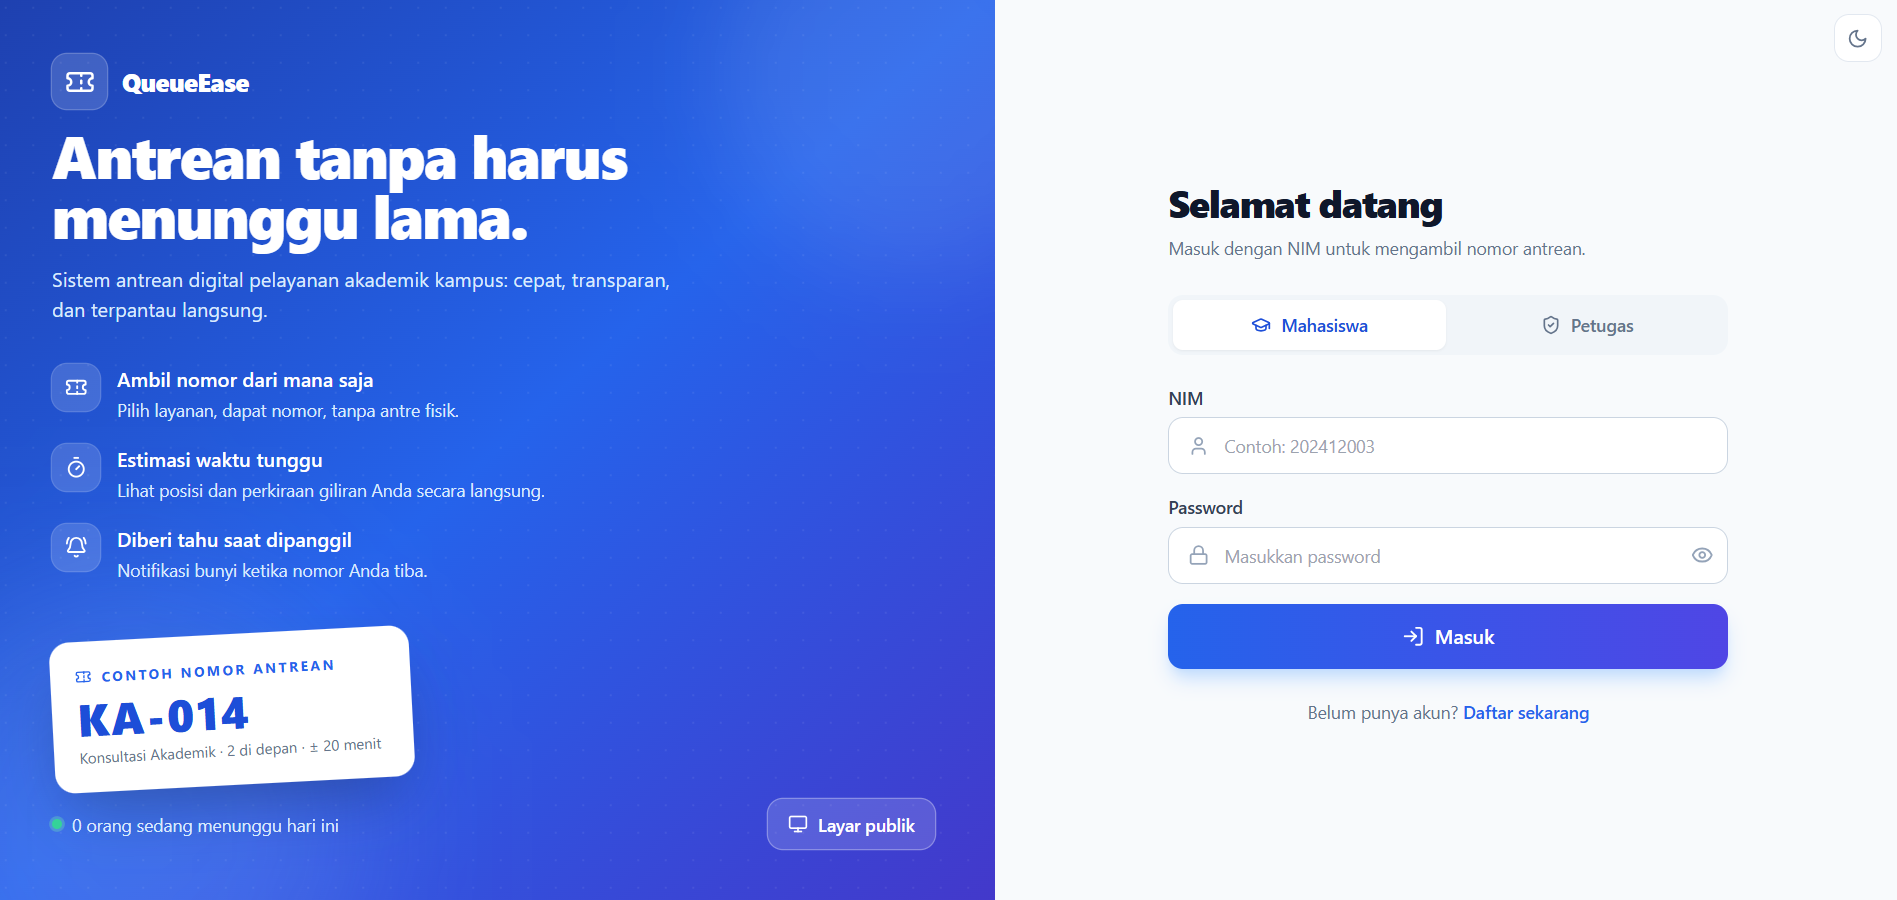 QueueEase
Antrean tanpa harus
menunggu lama.
Sistem antrean digital pelayanan akademik kampus: cepat, transparan,
dan terpantau langsung.
Ambil nomor dari mana saja
Pilih layanan, dapat nomor, tanpa antre fisik.
Estimasi waktu tunggu
Lihat posisi dan perkiraan giliran Anda secara langsung.
Diberi tahu saat dipanggil
Notifikasi bunyi ketika nomor Anda tiba.
CONTOH NOMOR ANTREAN
KA-014
Konsultasi Akademik · 2 di depan · ± 20 menit
0 orang sedang menunggu hari ini
Layar publik
Selamat datang
Masuk dengan NIM untuk mengambil nomor antrean.
Mahasiswa
Petugas
NIM
Contoh: 202412003
Password
Masukkan password
Masuk
Belum punya akun? Daftar sekarang